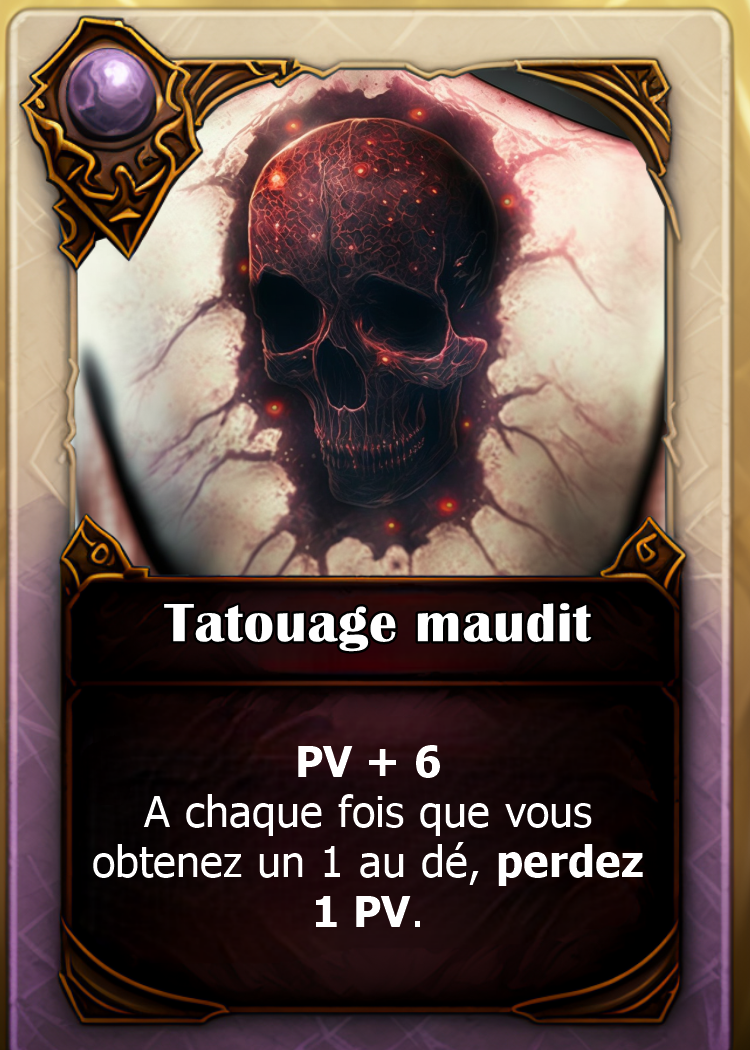 Tatouage maudit
PV + 6
A chaque fois que vous
obtenez un 1 au dé, perdez
1 PV.